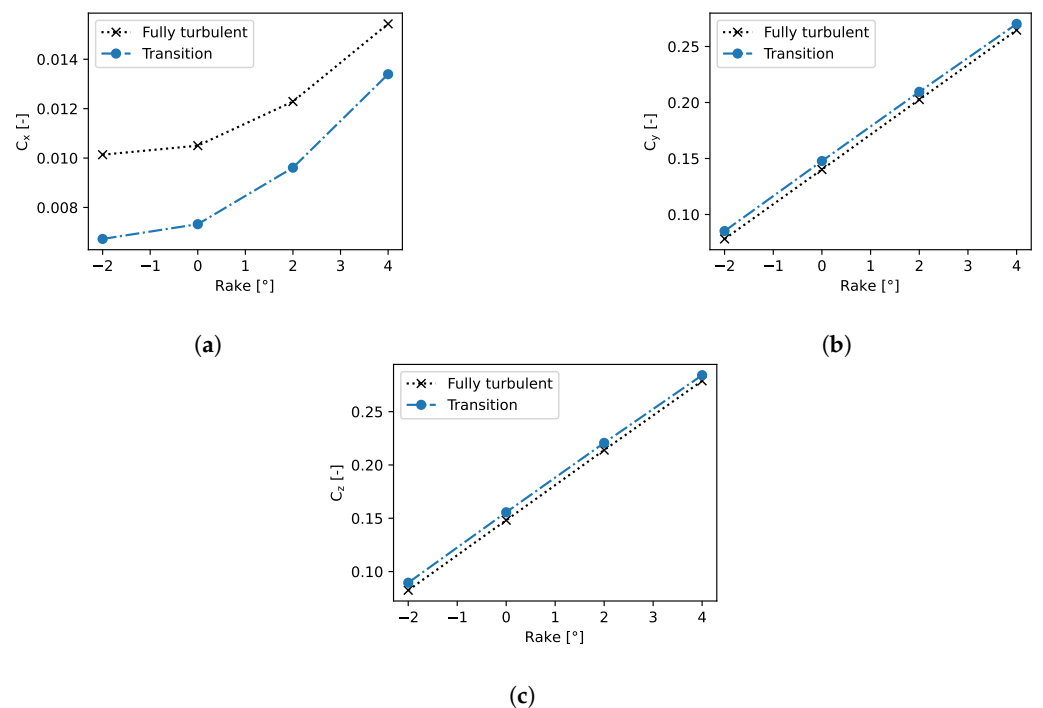 Fully turbulent
Transition
0.014
0.012
0.010
0.008
C_x [-]
−2 −1 0 1 2 3 4
Rake [°]
(a)
Fully turbulent
Transition
0.25
0.20
0.15
0.10
C_y [-]
−2 −1 0 1 2 3 4
Rake [°]
(b)
Fully turbulent
Transition
0.25
0.20
0.15
0.10
C_z [-]
−2 −1 0 1 2 3 4
Rake [°]
(c)